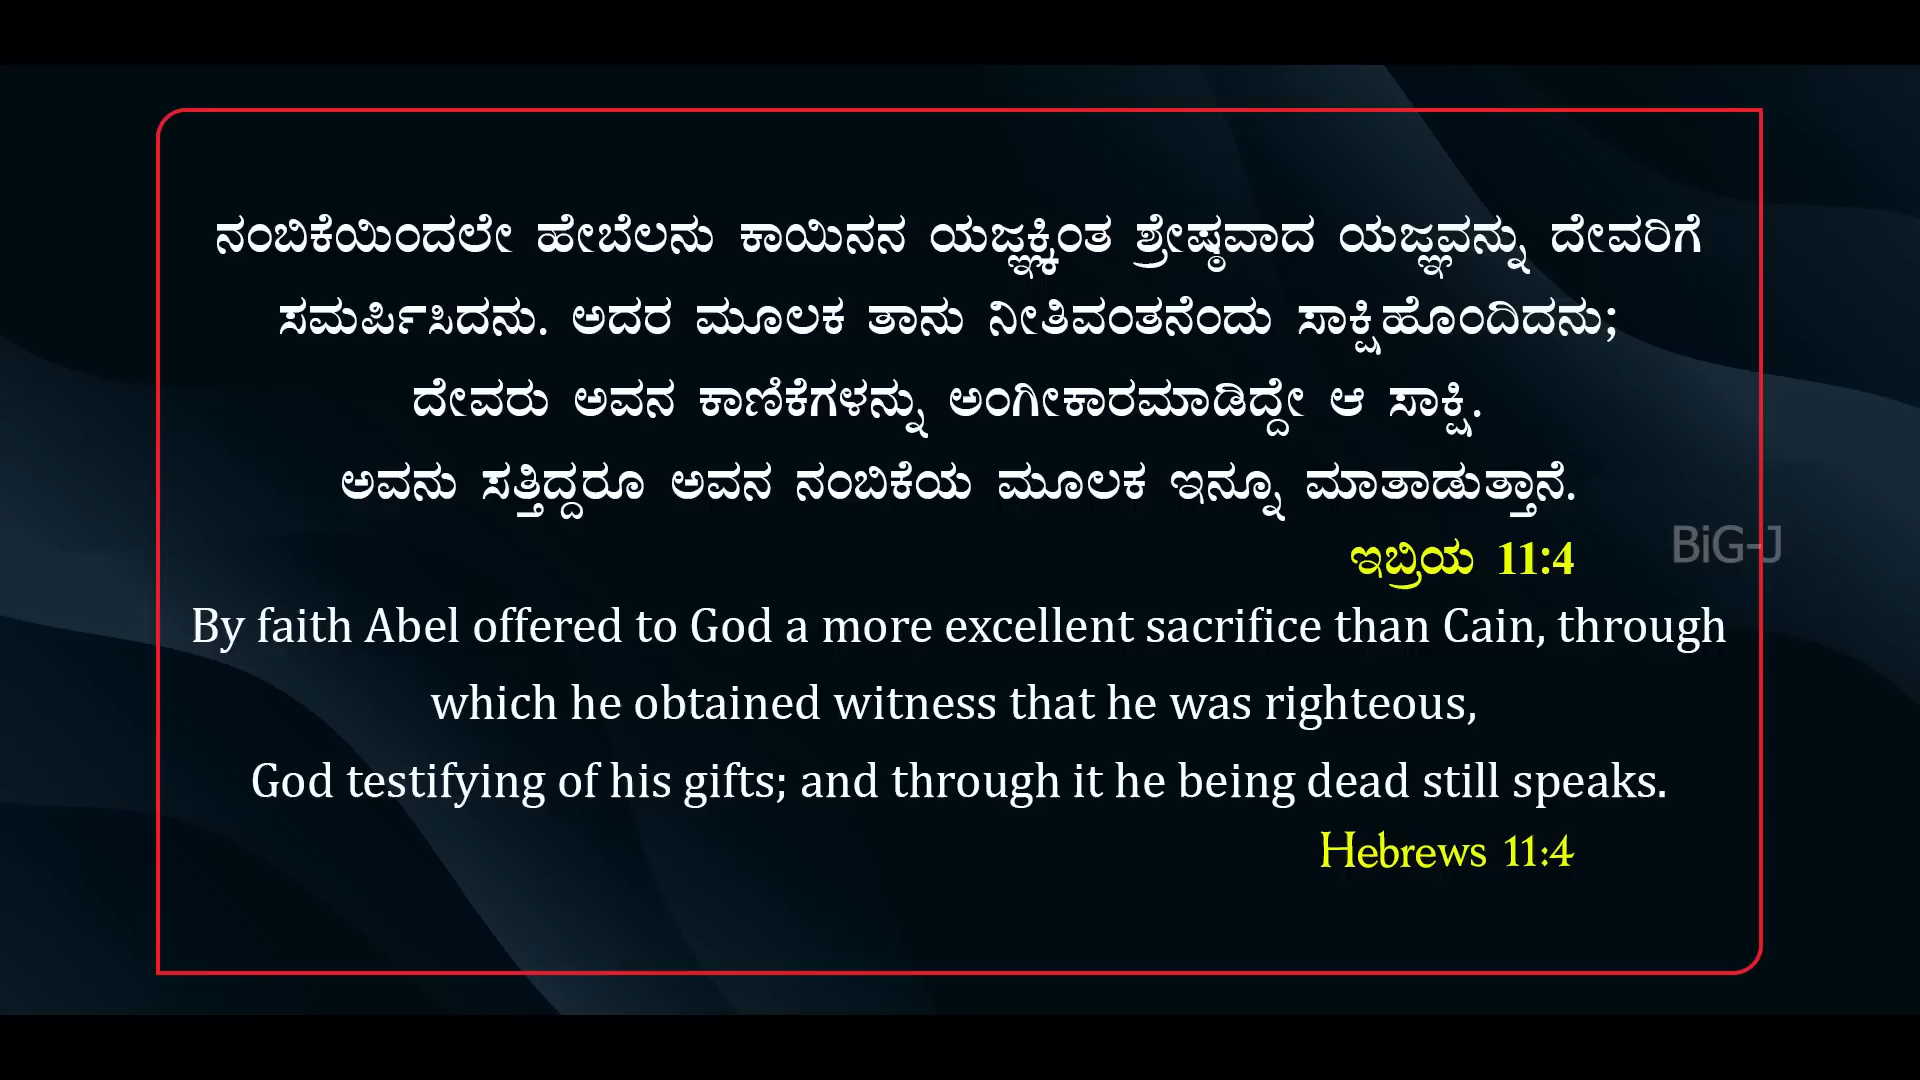 ನಂಬಿಕೆಯಿಂದಲೇ ಹೇಬೆಲನು ಕಾಯಿನನ ಯಜ್ಞಕ್ಕಿಂತ ಶ್ರೇಷ್ಠವಾದ ಯಜ್ಞವನ್ನು ದೇವರಿಗೆ
ಸಮರ್ಪಿಸಿದನು. ಅದರ ಮೂಲಕ ತಾನು ನೀತಿವಂತನೆಂದು ಸಾಕ್ಷಿಹೊಂದಿದನು;
ದೇವರು ಅವನ ಕಾಣಿಕೆಗಳನ್ನು ಅಂಗೀಕಾರಮಾಡಿದ್ದೇ ಆ ಸಾಕ್ಷಿ.
ಅವನು ಸತ್ತಿದ್ದರೂ ಅವನ ನಂಬಿಕೆಯ ಮೂಲಕ ಇನ್ನೂ ಮಾತಾಡುತ್ತಾನೆ.
BiG-J
ಇಬ್ರಿಯ 11:4
By faith Abel offered to God a more excellent sacrifice than Cain, through
which he obtained witness that he was righteous,
God testifying of his gifts; and through it he being dead still speaks.
Hebrews 11:4